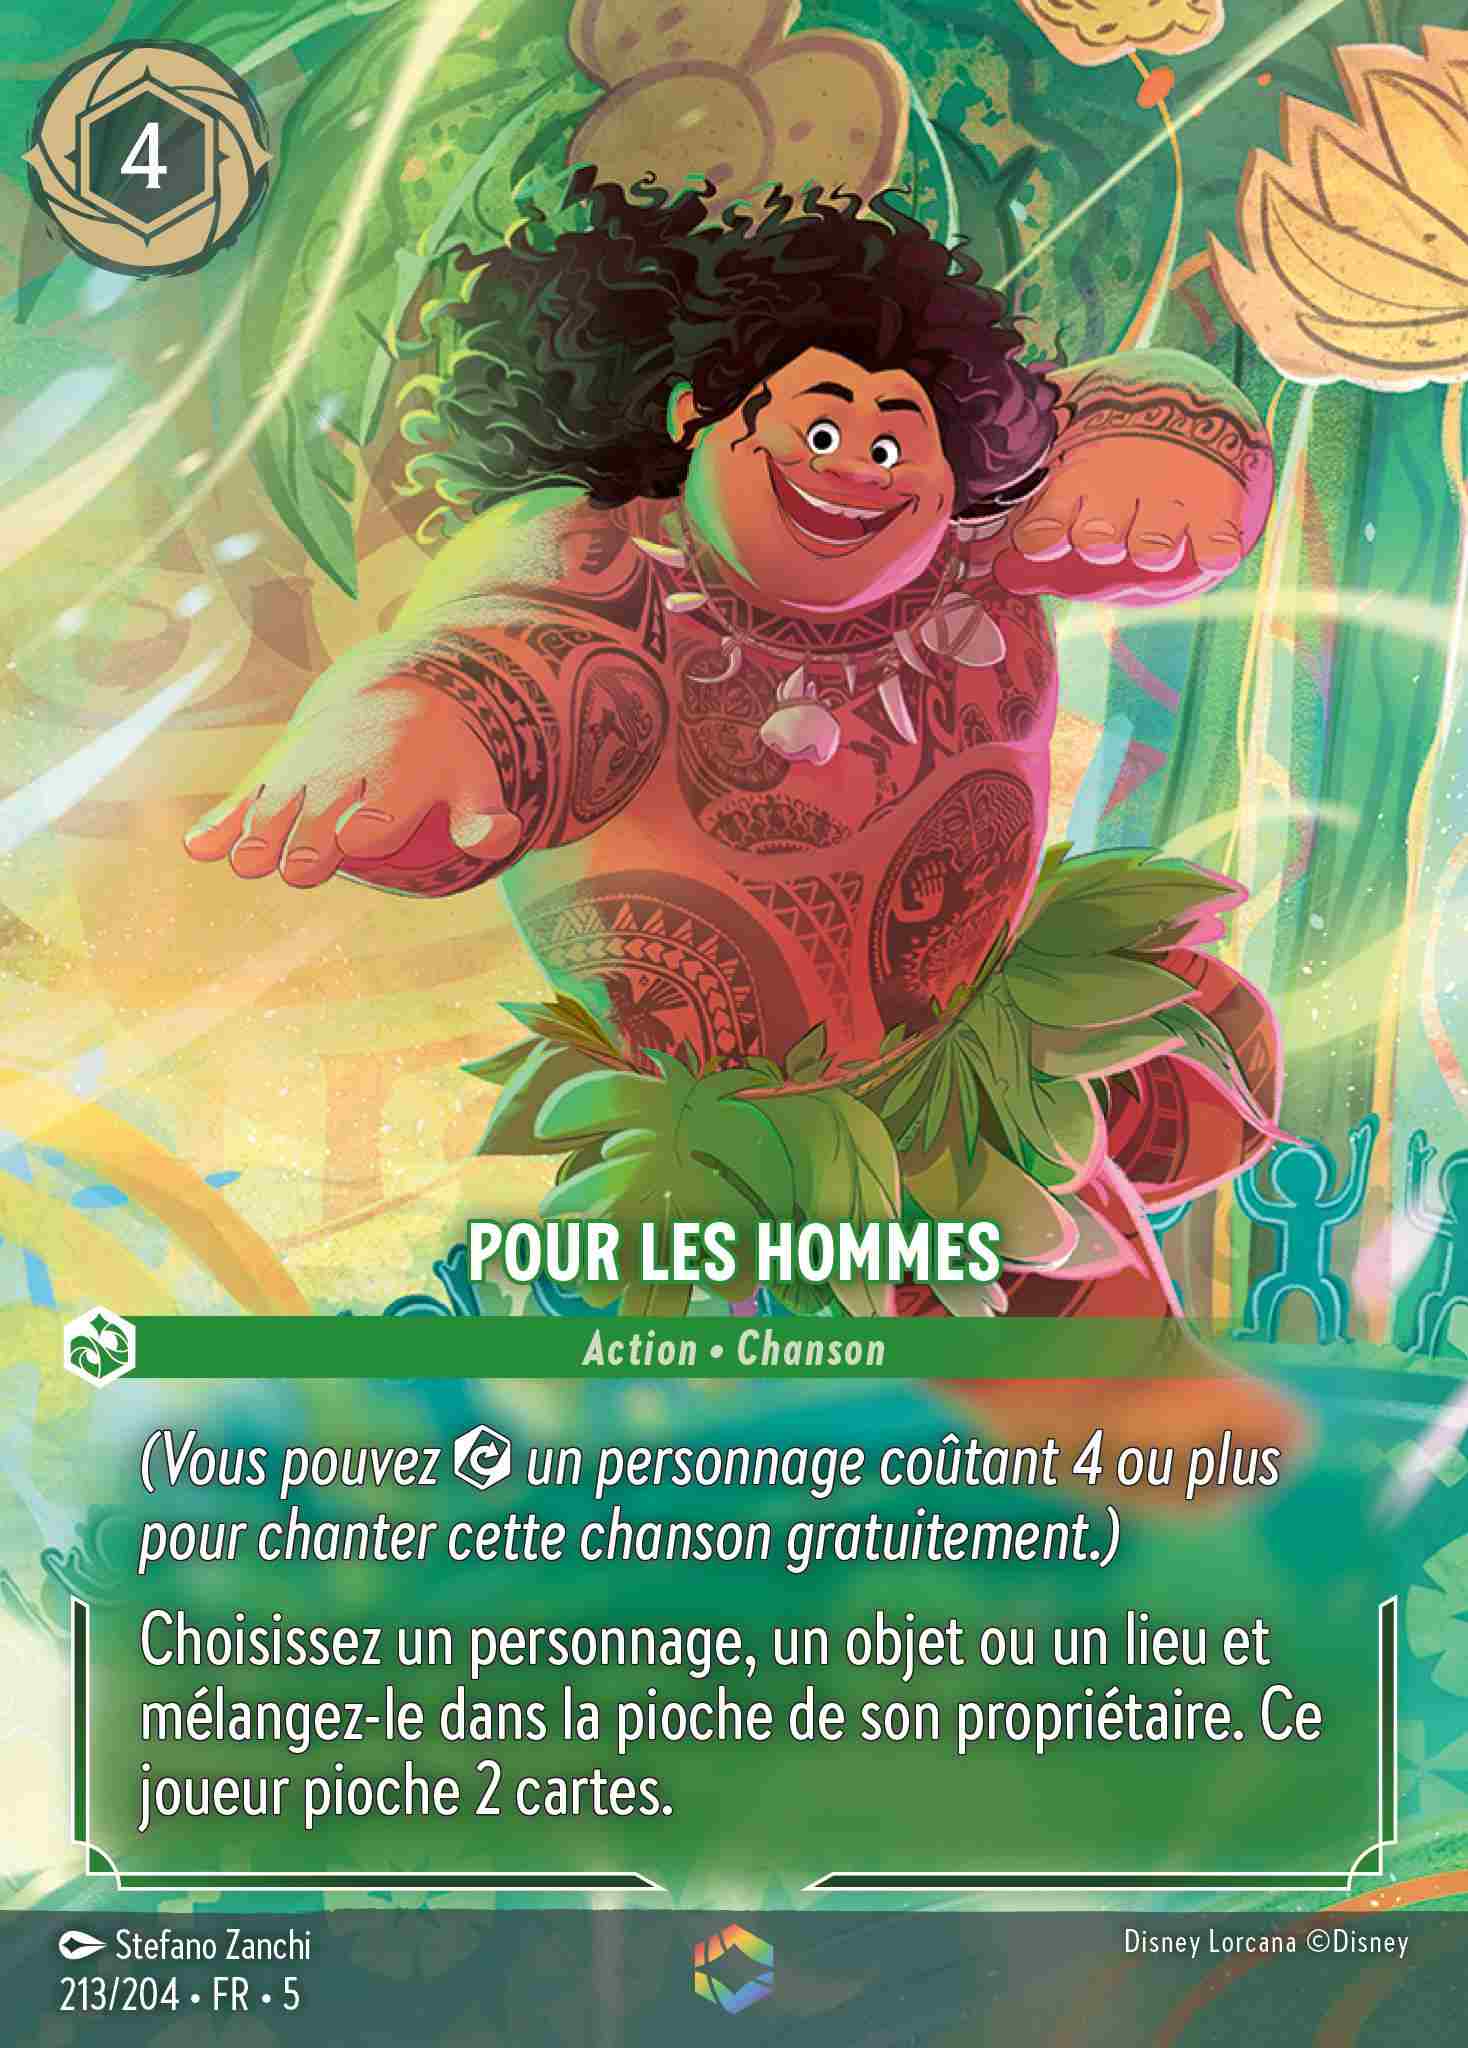 4
POUR LES HOMMES
Action • Chanson
(Vous pouvez un personnage coûtant 4 ou plus
pour chanter cette chanson gratuitement.)
Choisissez un personnage, un objet ou un lieu et
mélangez-le dans la pioche de son propriétaire. Ce
joueur pioche 2 cartes.
Stefano Zanchi
Disney Lorcana ©Disney
213/204 • FR • 5